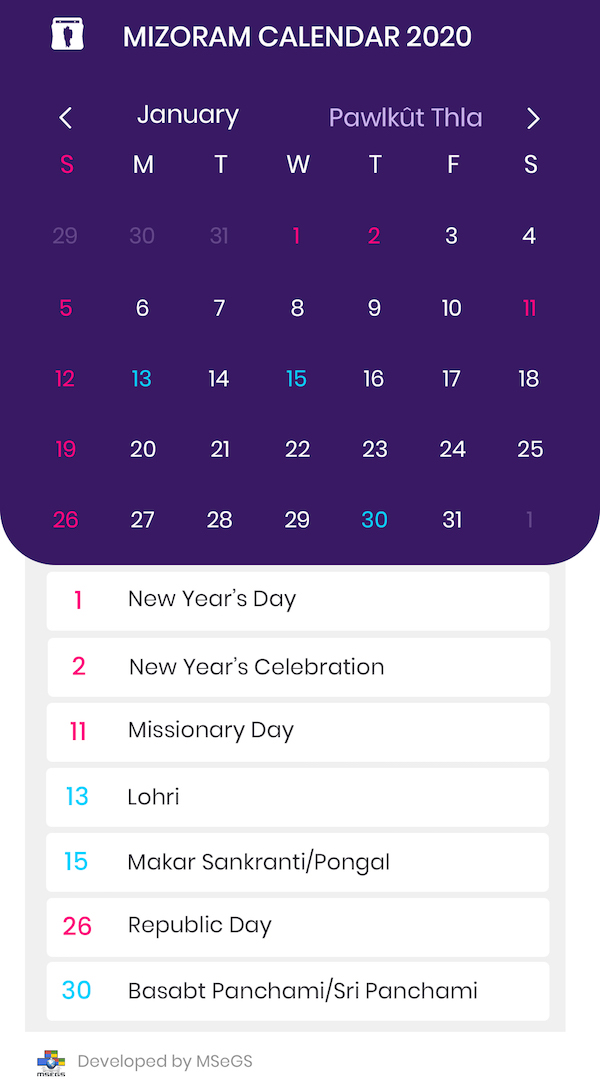 MIZORAM CALENDAR 2020
January Pawlkût Thla
S M T W T F S
29 30 31 1 2 3 4
5 6 7 8 9 10 11
12 13 14 15 16 17 18
19 20 21 22 23 24 25
26 27 28 29 30 31 1
1 New Year’s Day
2 New Year’s Celebration
11 Missionary Day
13 Lohri
15 Makar Sankranti/Pongal
26 Republic Day
30 Basabt Panchami/Sri Panchami
MSeGS Developed by MSeGS